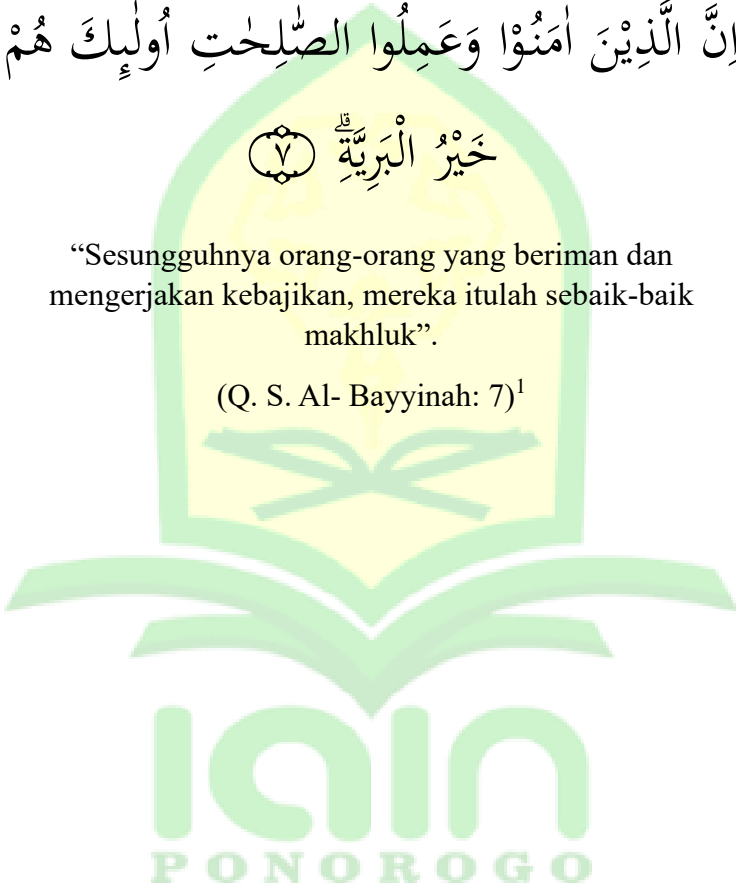 اِنَّ الَّذِيْنَ اٰمَنُوْا وَعَمِلُوا الصّٰلِحٰتِ اُولٰۤىِٕكَ هُمْ
خَيْرُ الْبَرِيَّةِۗ ۝٧
“Sesungguhnya orang-orang yang beriman dan
mengerjakan kebajikan, mereka itulah sebaik-baik
makhluk”.
(Q. S. Al- Bayyinah: 7)¹
IAIN
PONOROGO